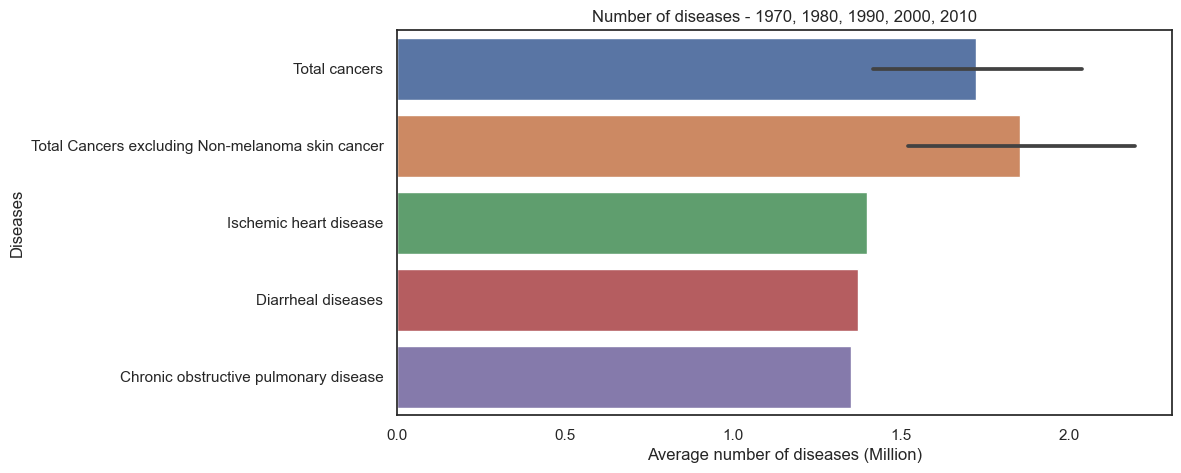 Number of diseases - 1970, 1980, 1990, 2000, 2010
Total cancers
Total Cancers excluding Non-melanoma skin cancer
Ischemic heart disease
Diarrheal diseases
Chronic obstructive pulmonary disease
Diseases
0.0 0.5 1.0 1.5 2.0
Average number of diseases (Million)